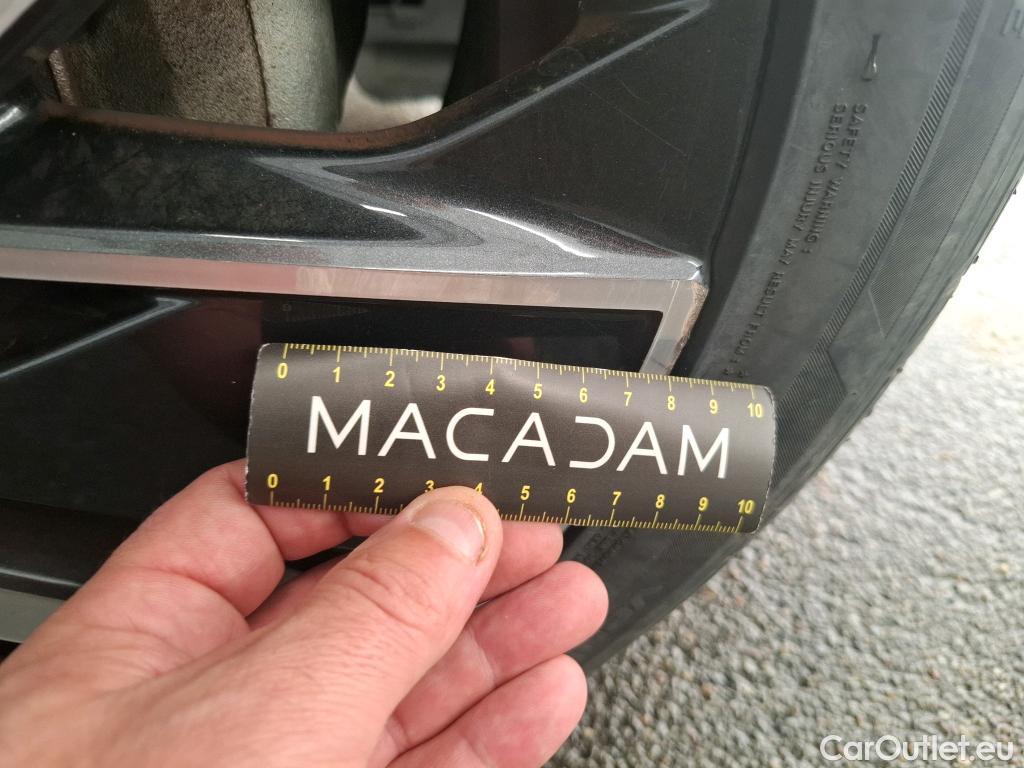 SAFETY WARNING:
SERIOUS INJURY MAY RESULT FROM:
0 1 2 3 4 5 6 7 8 9 10
MACADAM
0 1 2 3 4 5 6 7 8 9 10
CarOutlet.eu